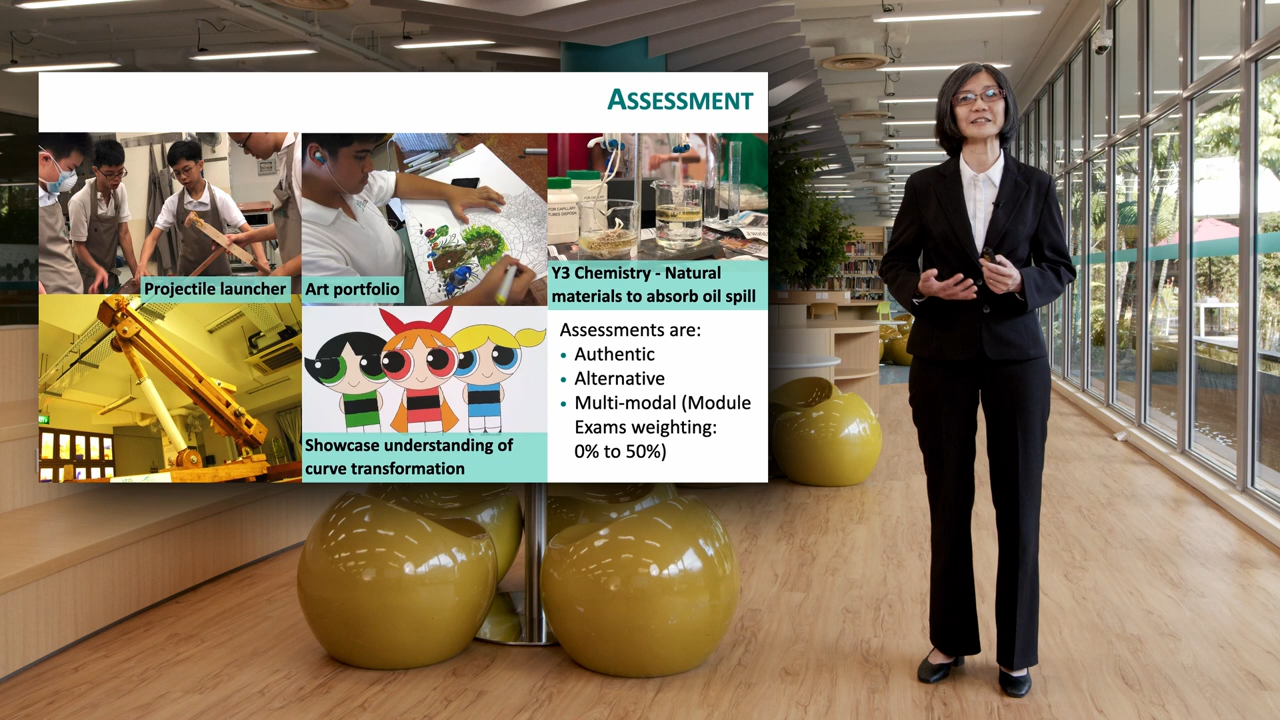 ASSESSMENT
Projectile launcher
Art portfolio
Y3 Chemistry - Natural
materials to absorb oil spill
Showcase understanding of
curve transformation
Assessments are:
• Authentic
• Alternative
• Multi-modal (Module
Exams weighting:
0% to 50%)